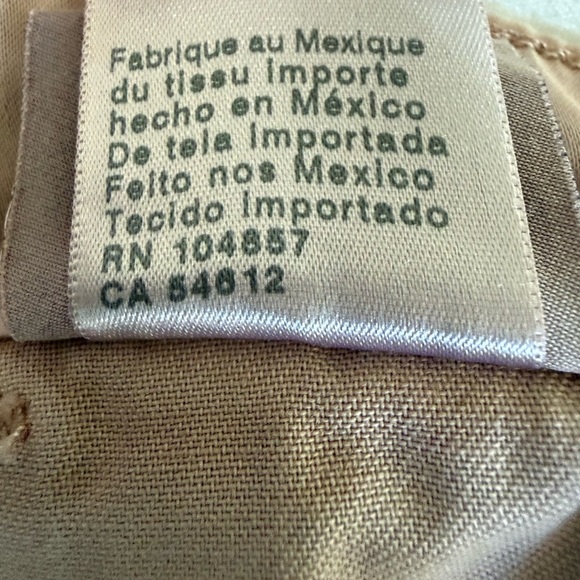 Fabrique au Mexique
du tissu importe
hecho en México
De tela Importada
Feito nos Mexico
Tecido importado
RN 104657
CA 54612